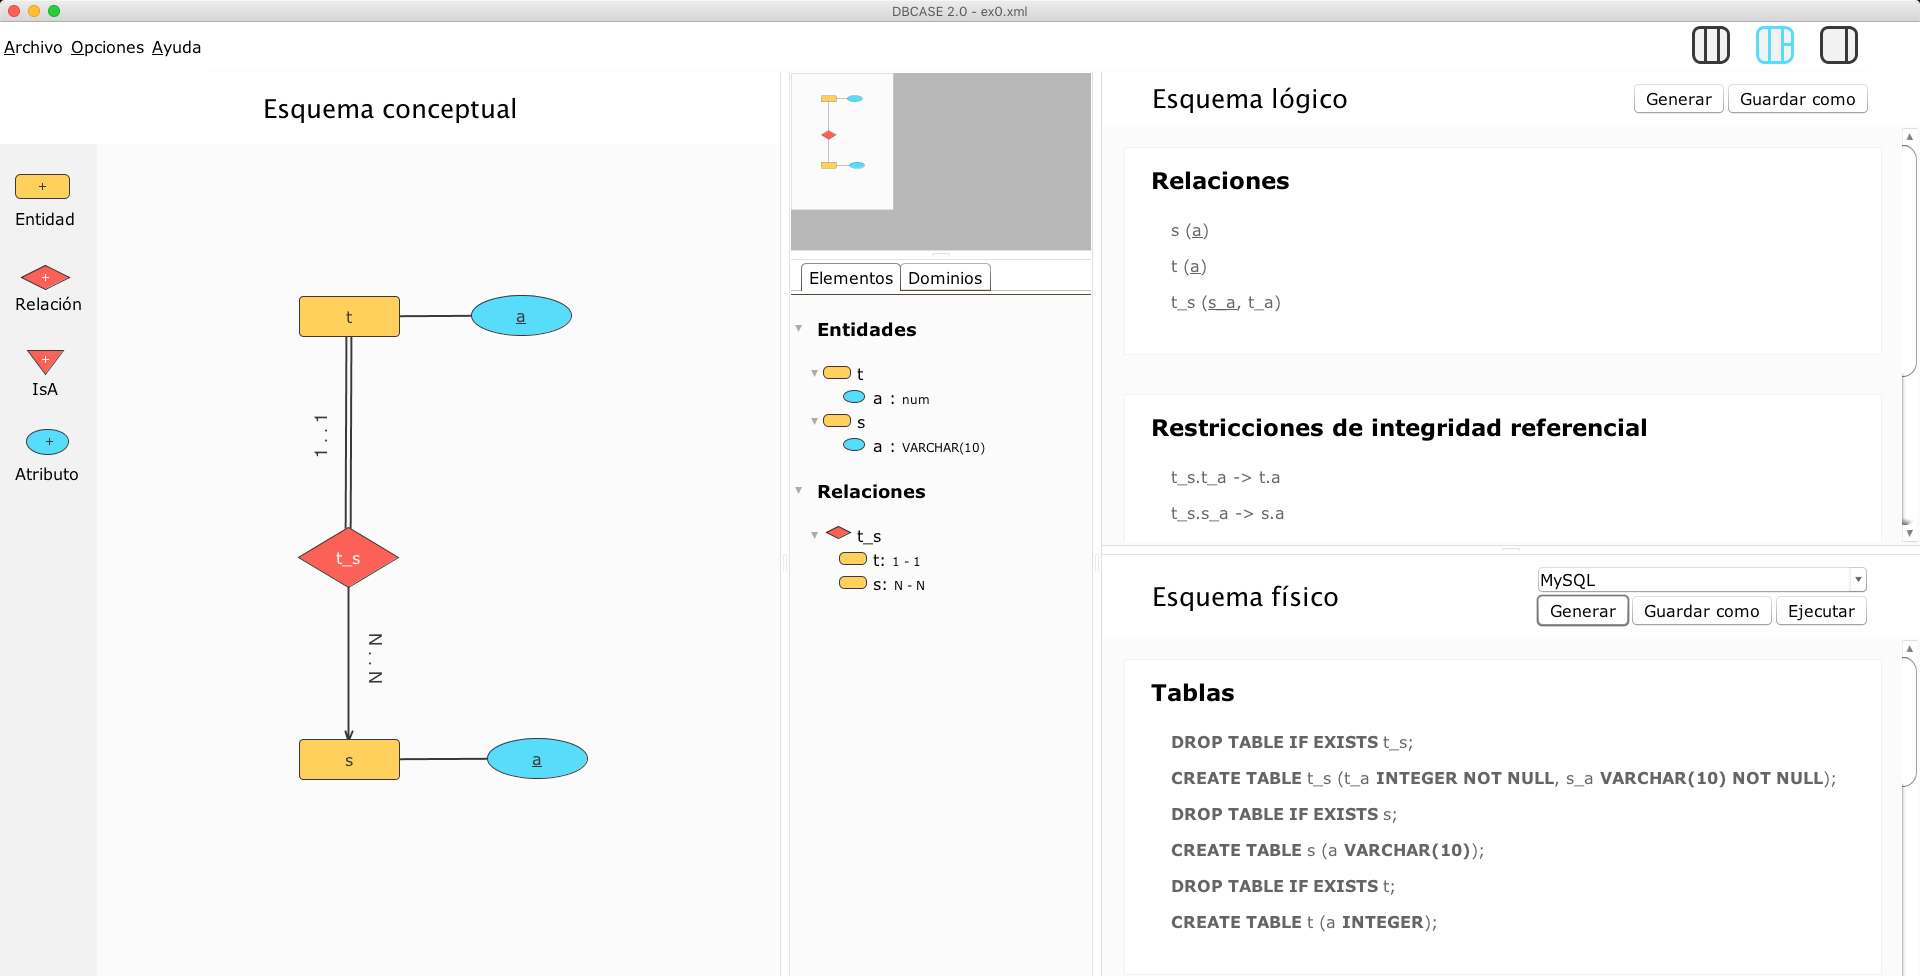 DBCASE 2.0 - ex0.xml
Archivo Opciones Ayuda
Esquema conceptual
+
Entidad
+
Relación
+
IsA
+
Atributo
t
a
1..1
t_s
N..N
s
a
Elementos Dominios
Entidades
t
a : num
s
a : VARCHAR(10)
Relaciones
t_s
t: 1 - 1
s: N - N
Esquema lógico
Generar Guardar como
Relaciones
s (a)
t (a)
t_s (s_a, t_a)
Restricciones de integridad referencial
t_s.t_a -> t.a
t_s.s_a -> s.a
Esquema físico
MySQL
Generar Guardar como Ejecutar
Tablas
DROP TABLE IF EXISTS t_s;
CREATE TABLE t_s (t_a INTEGER NOT NULL, s_a VARCHAR(10) NOT NULL);
DROP TABLE IF EXISTS s;
CREATE TABLE s (a VARCHAR(10));
DROP TABLE IF EXISTS t;
CREATE TABLE t (a INTEGER);